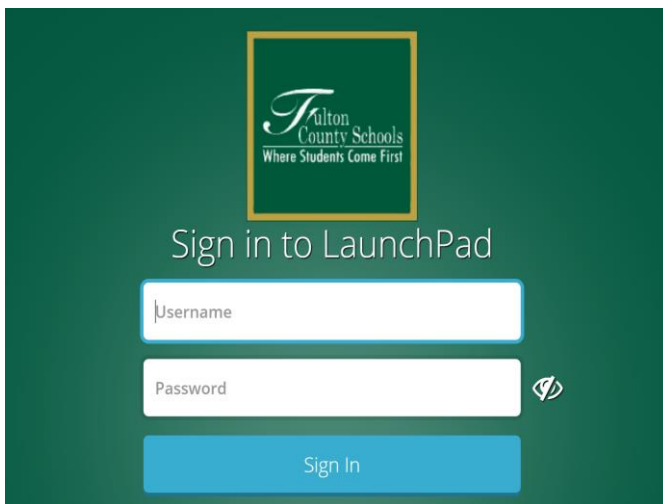 Fulton
County Schools
Where Students Come First
Sign in to LaunchPad
Username
Password
Sign In